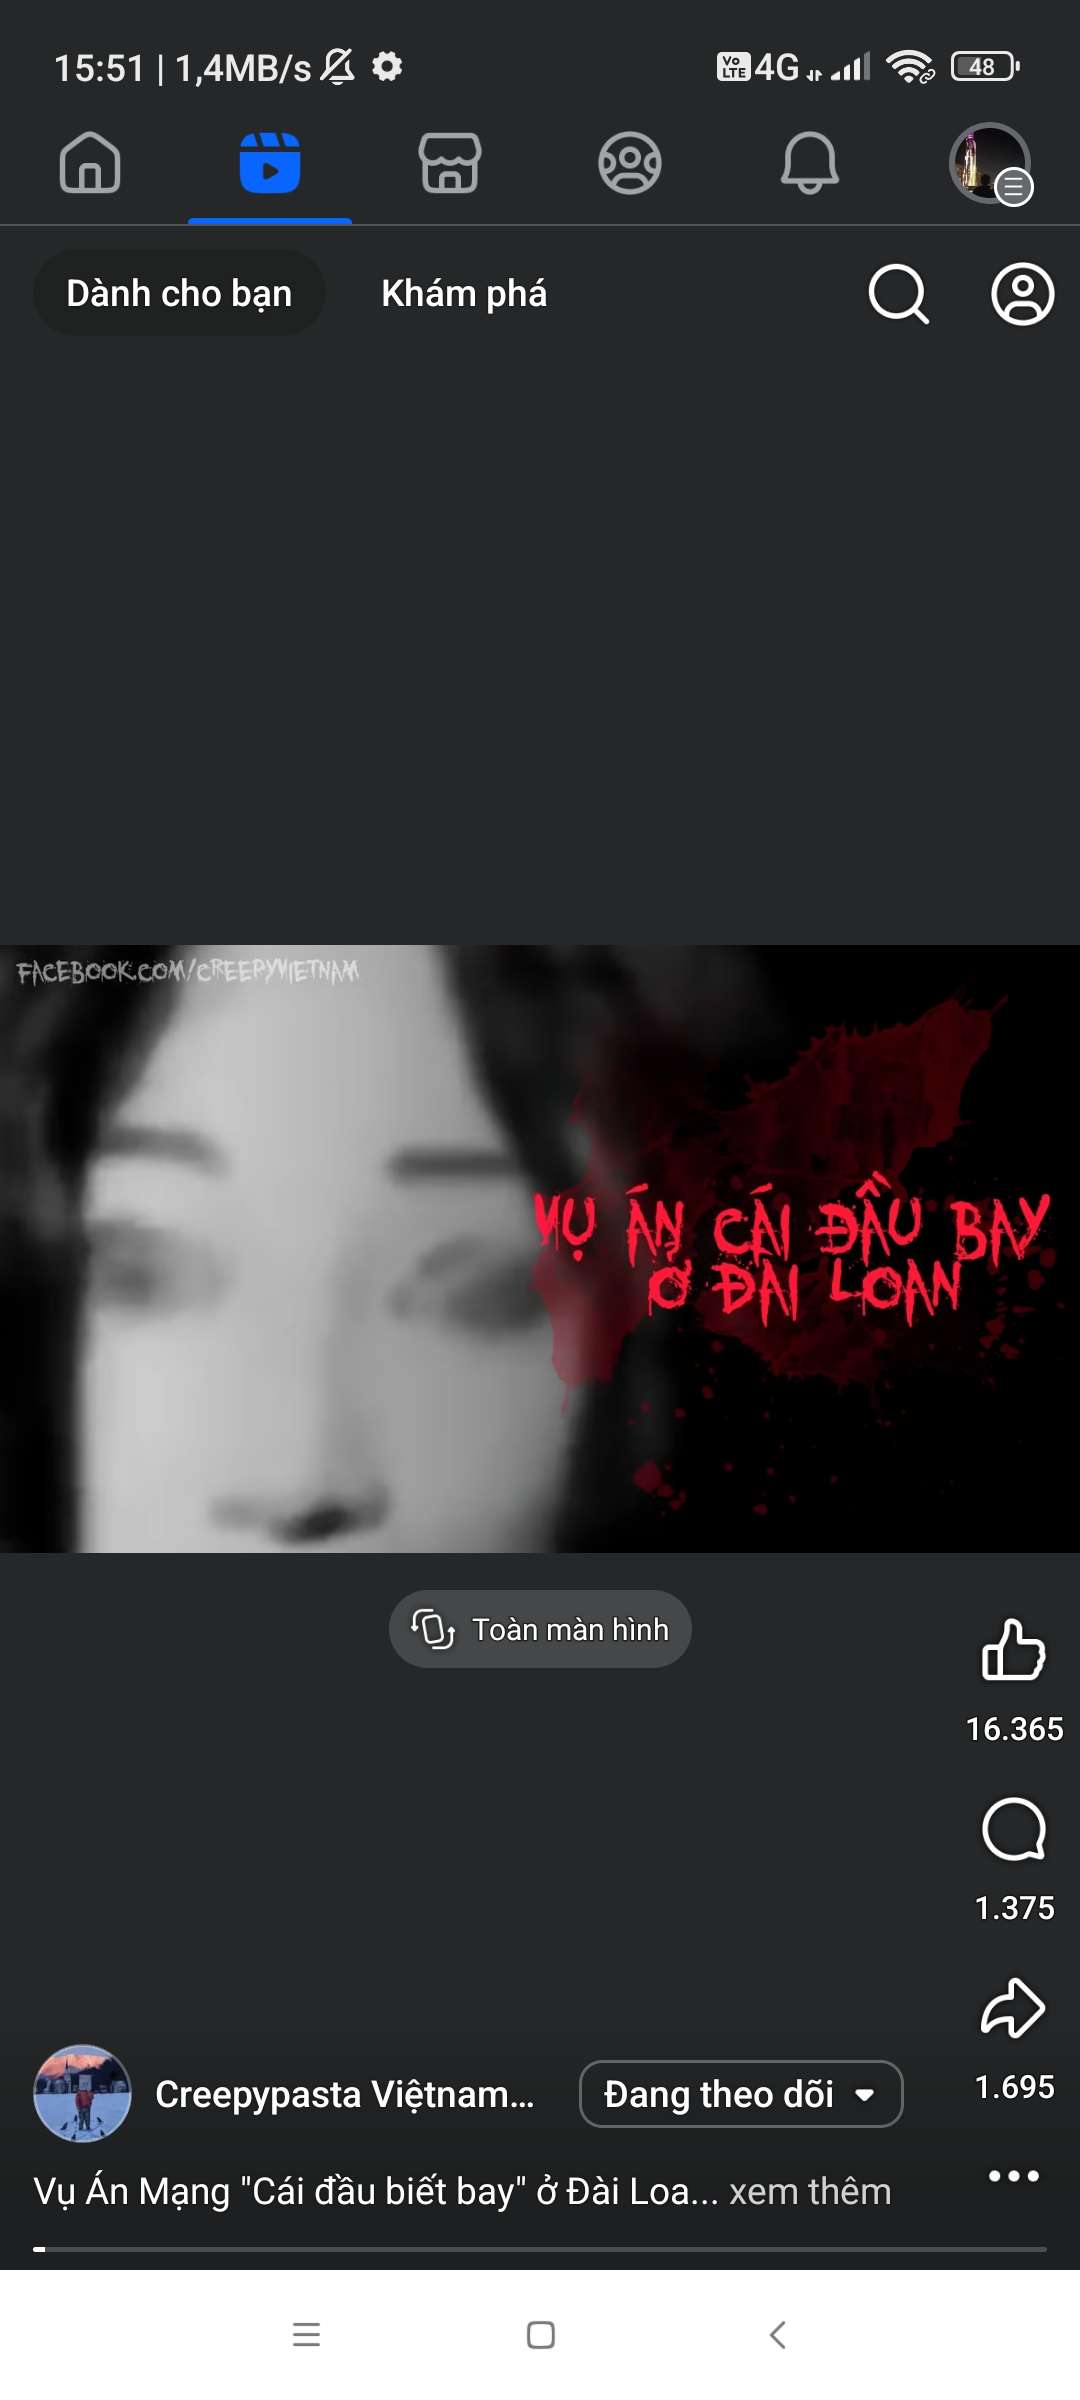 15:51 | 1,4MB/s
Vo LTE 4G 48
Dành cho bạn Khám phá
FACEBOOK.COM/CREEPYVIETNAM
VỤ ÁN CÁI ĐẦU BAY
Ở ĐÀI LOAN
Toàn màn hình
16.365
1.375
1.695
Creepypasta Việtnam... Đang theo dõi
Vụ Án Mạng "Cái đầu biết bay" ở Đài Loa... xem thêm